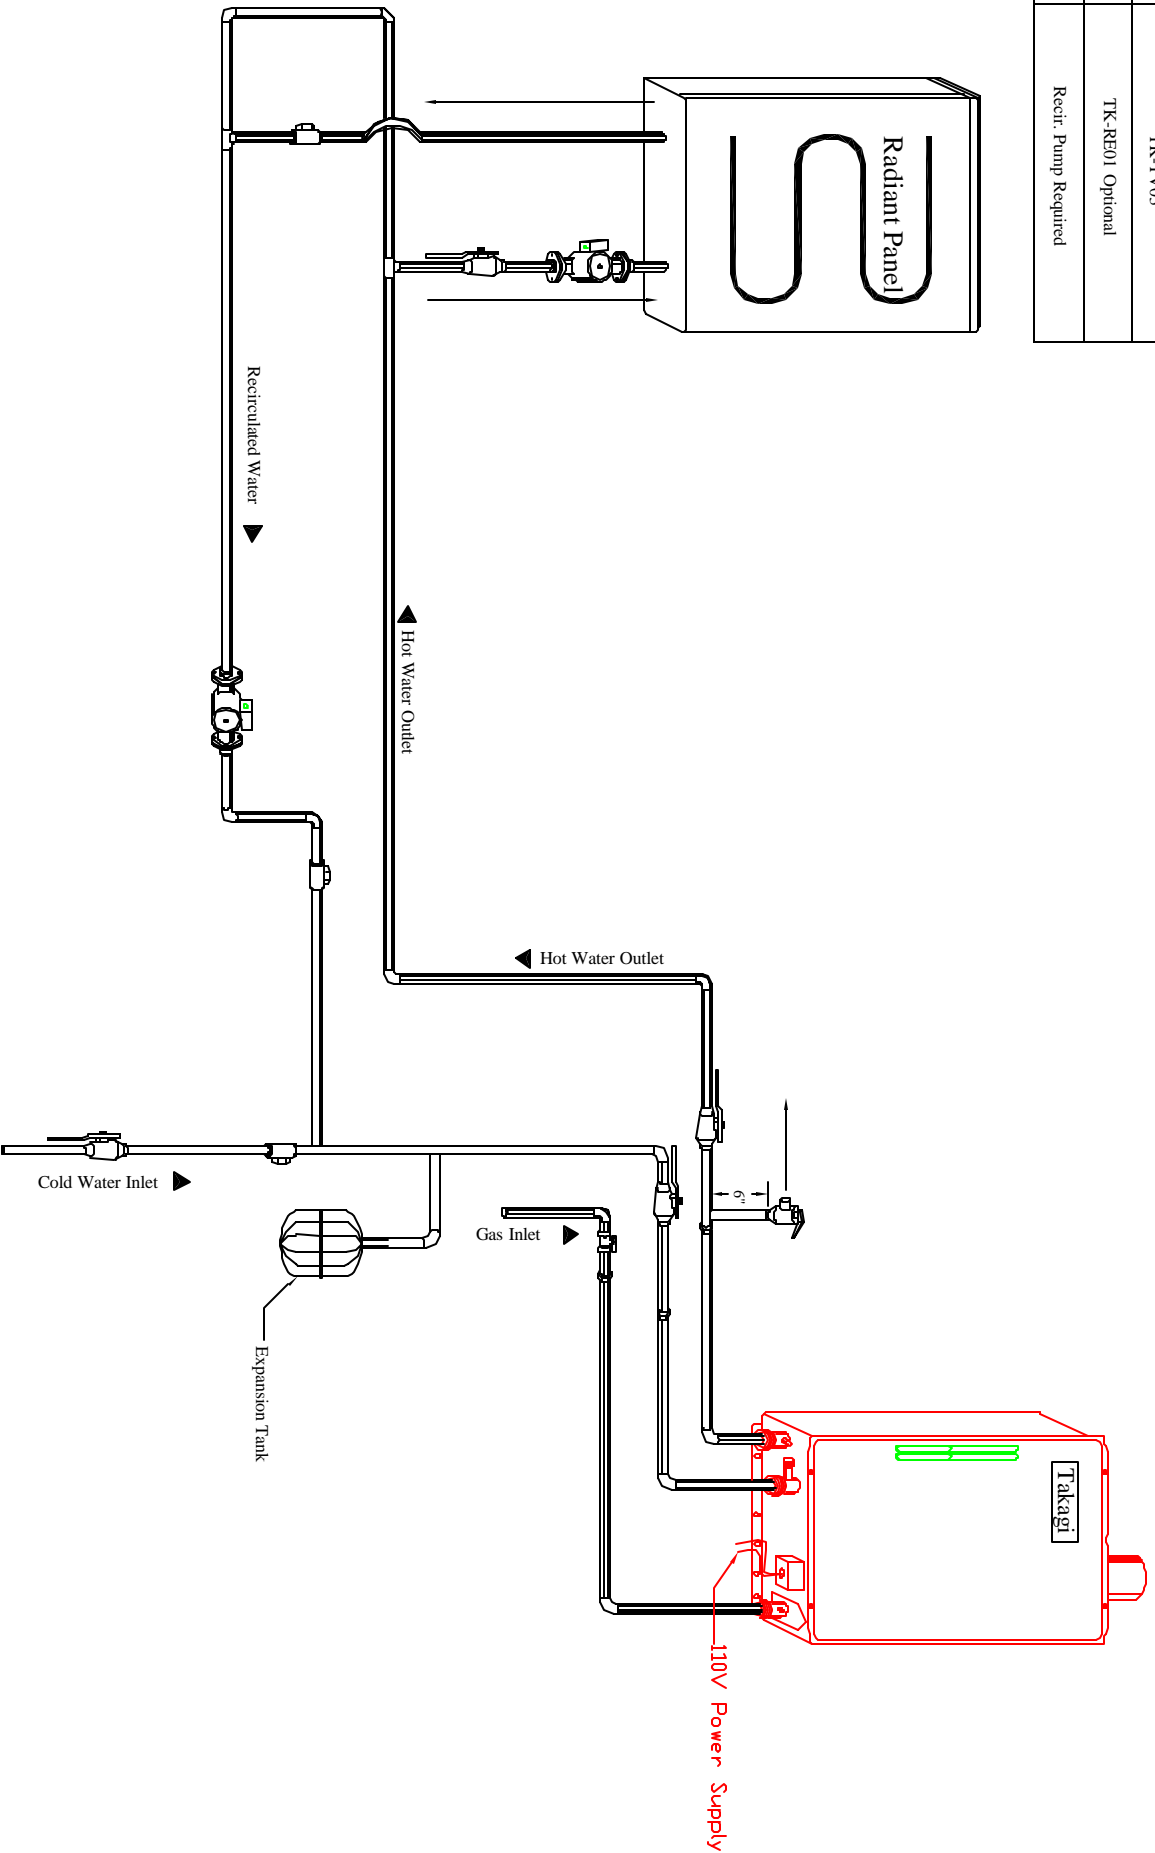 TK-RE01 Optional
Recir. Pump Required
Radiant Panel
Recirculated Water
Hot Water Outlet
Hot Water Outlet
6"
Cold Water Inlet
Gas Inlet
Expansion Tank
Takagi
110V Power Supply